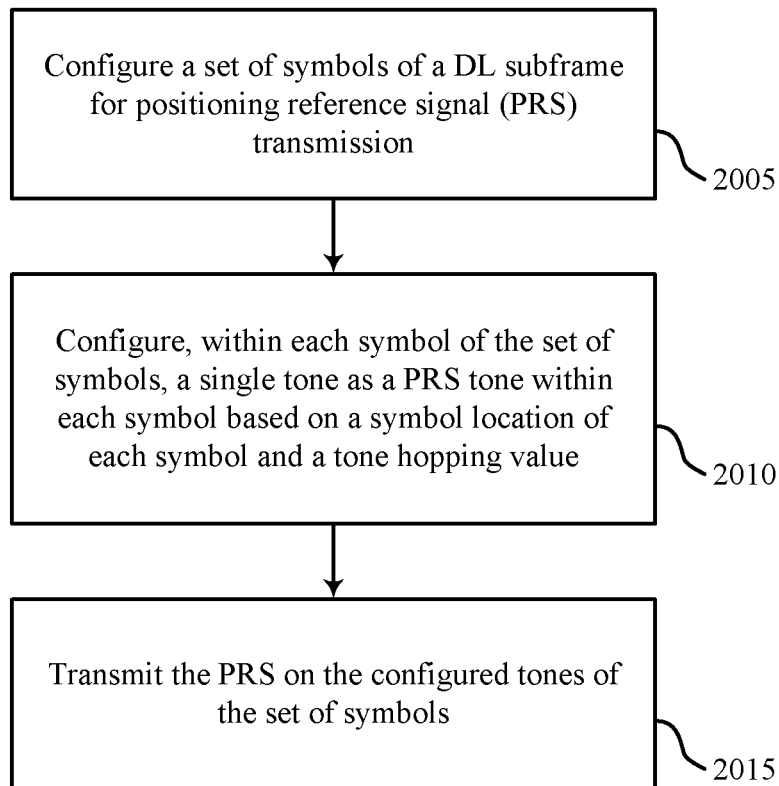 Configure a set of symbols of a DL subframe
for positioning reference signal (PRS)
transmission
2005
Configure, within each symbol of the set of
symbols, a single tone as a PRS tone within
each symbol based on a symbol location of
each symbol and a tone hopping value
2010
Transmit the PRS on the configured tones of
the set of symbols
2015